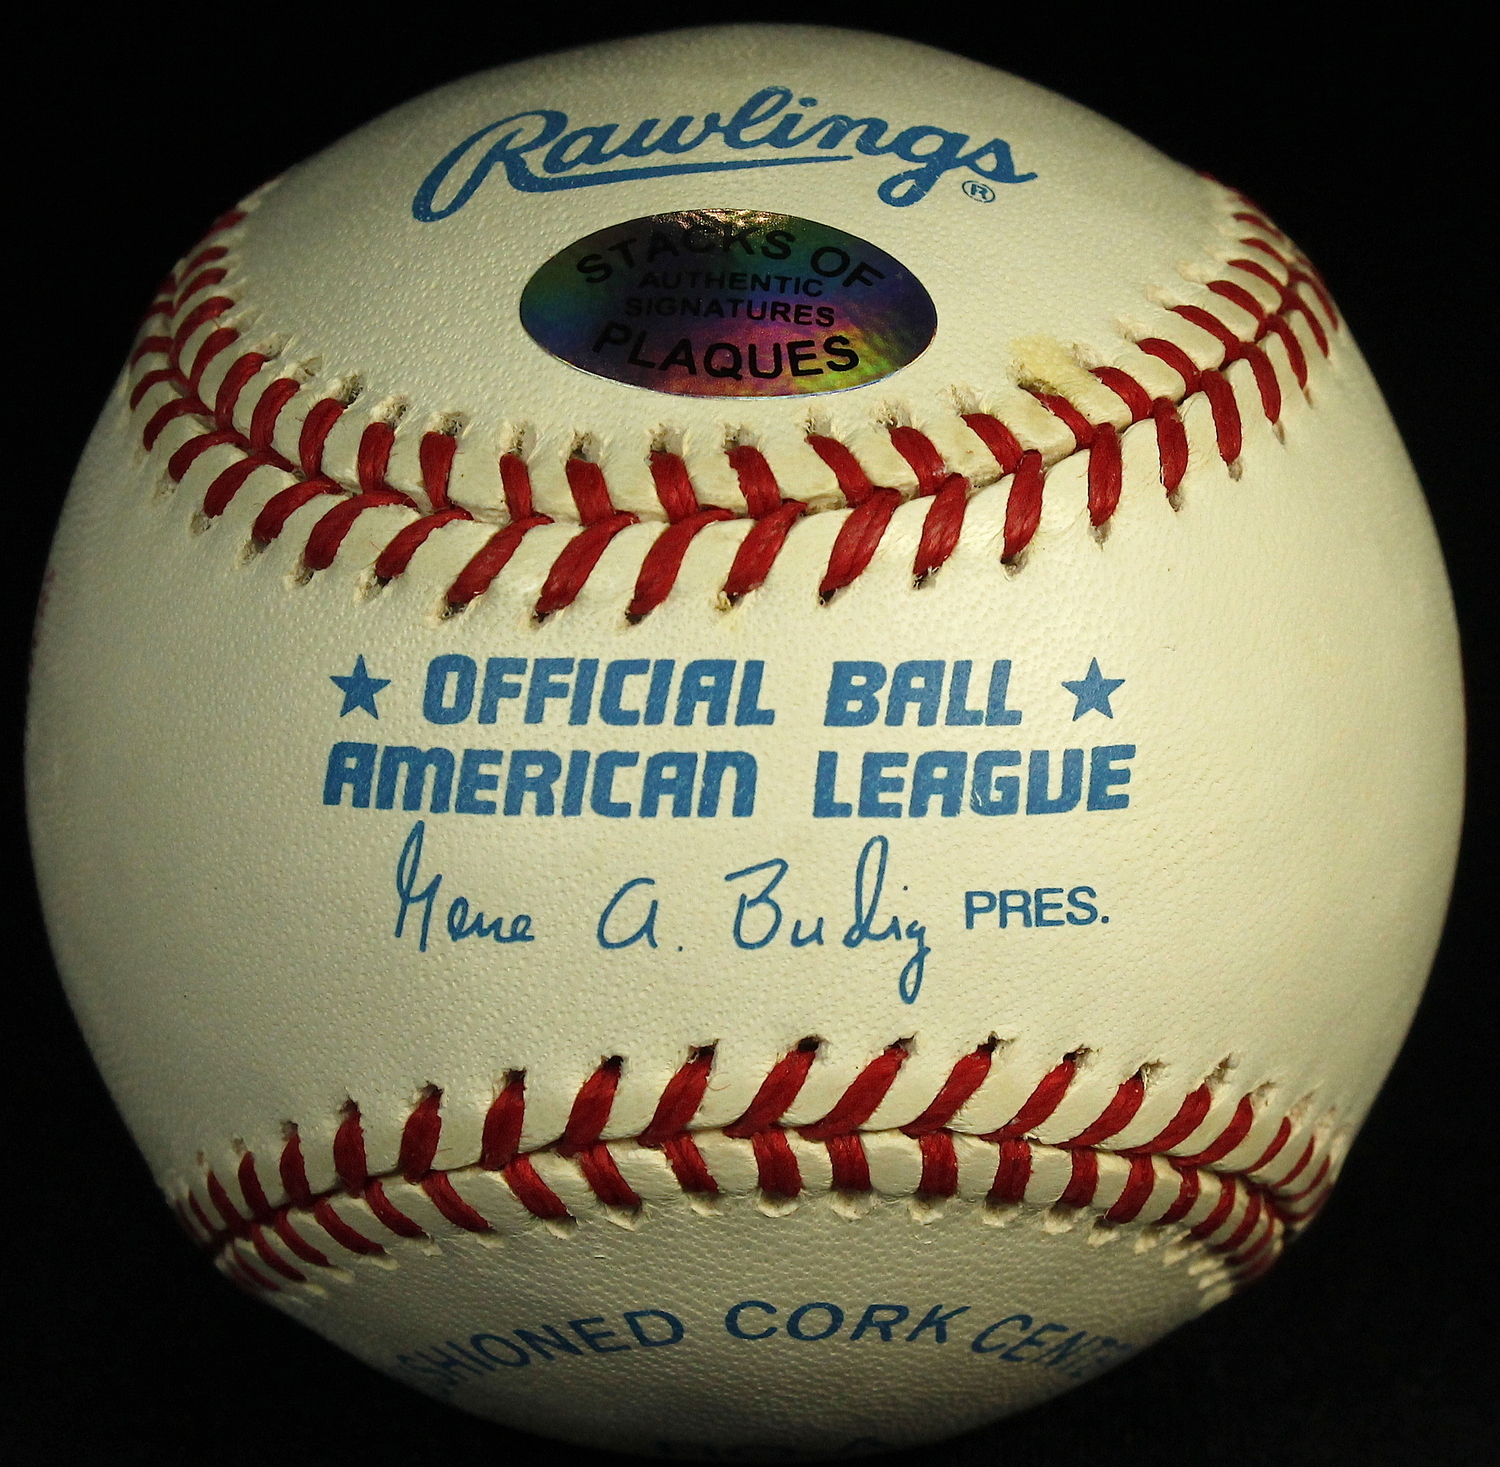 Rawlings®
STACKS OF
AUTHENTIC
SIGNATURES
PLAQUES
★ OFFICIAL BALL ★
AMERICAN LEAGUE
Gene A. Budig PRES.
SHIONED CORK CENT